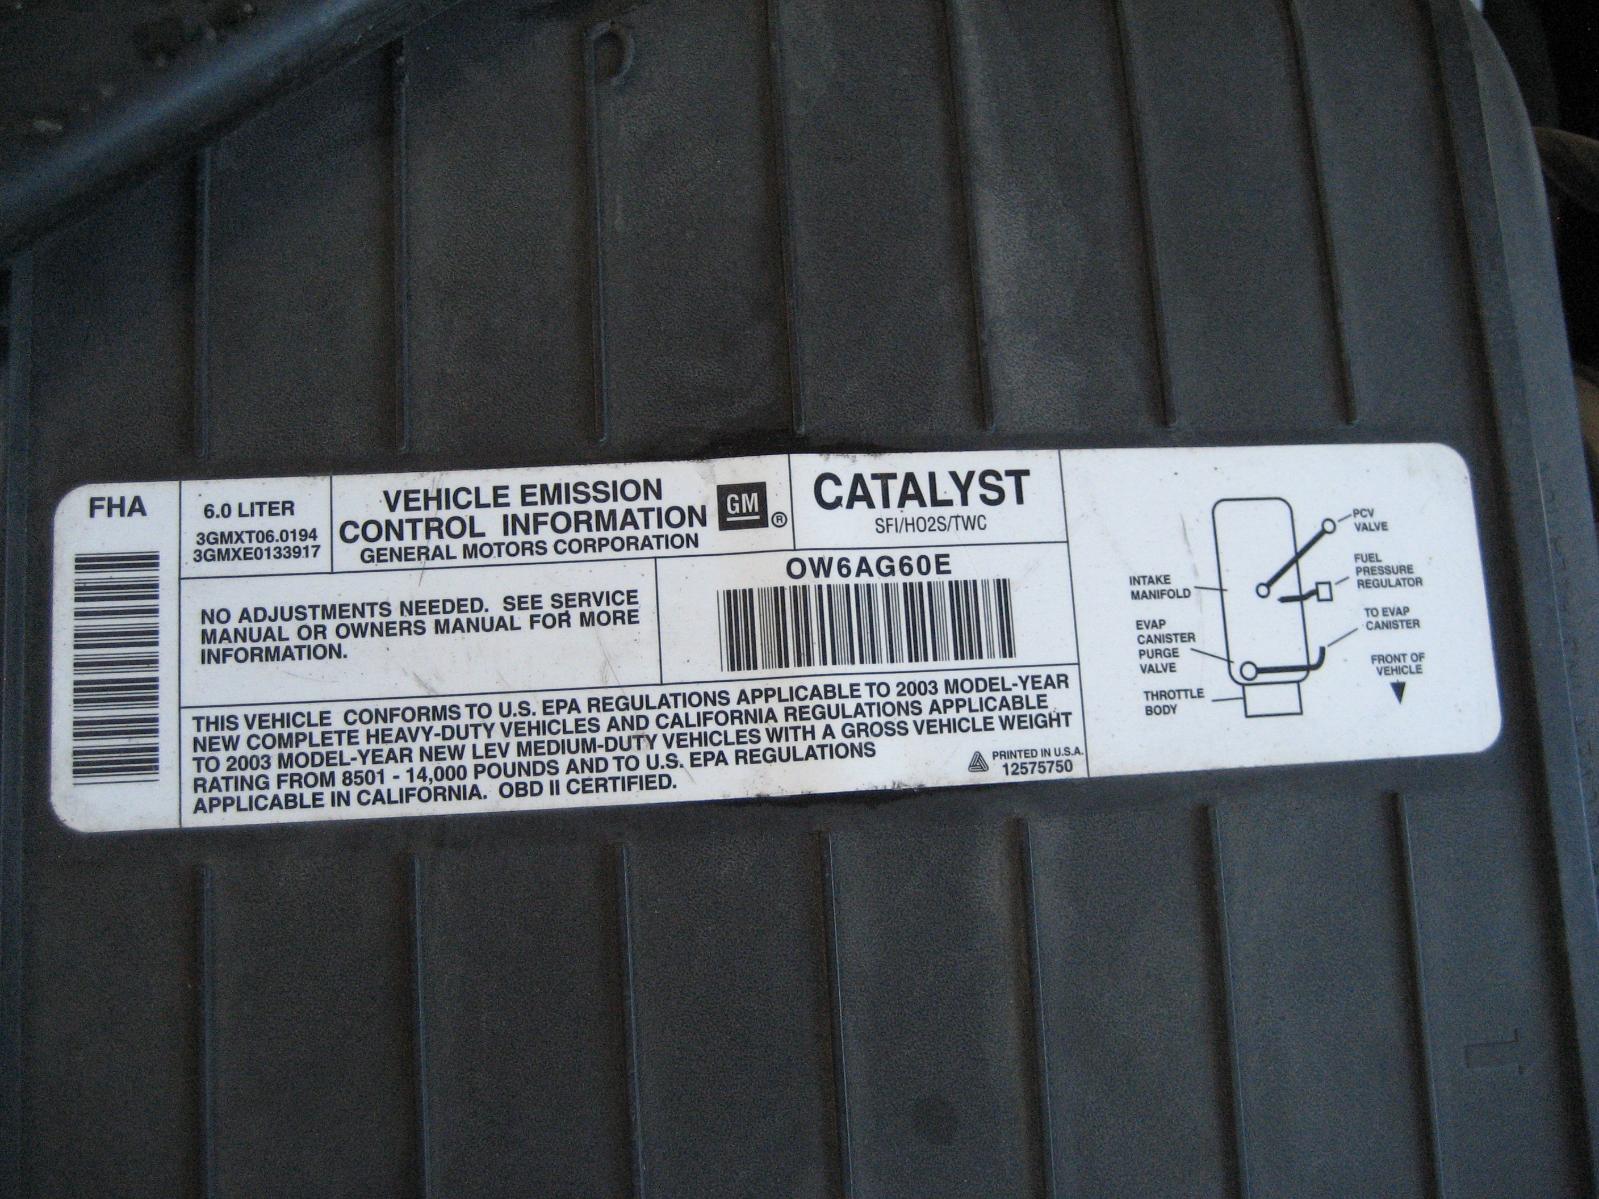 FHA
6.0 LITER
3GMXT06.0194
3GMXE0133917
VEHICLE EMISSION
CONTROL INFORMATION
GENERAL MOTORS CORPORATION
GM
®
CATALYST
SFI/HO2S/TWC
NO ADJUSTMENTS NEEDED. SEE SERVICE
MANUAL OR OWNERS MANUAL FOR MORE
INFORMATION.
OW6AG60E
THIS VEHICLE CONFORMS TO U.S. EPA REGULATIONS APPLICABLE TO 2003 MODEL-YEAR
NEW COMPLETE HEAVY-DUTY VEHICLES AND CALIFORNIA REGULATIONS APPLICABLE
TO 2003 MODEL-YEAR NEW LEV MEDIUM-DUTY VEHICLES WITH A GROSS VEHICLE WEIGHT
RATING FROM 8501 - 14,000 POUNDS AND TO U.S. EPA REGULATIONS
APPLICABLE IN CALIFORNIA. OBD II CERTIFIED.
PRINTED IN U.S.A.
12575750
PCV
VALVE
FUEL
PRESSURE
REGULATOR
INTAKE
MANIFOLD
TO EVAP
CANISTER
EVAP
CANISTER
PURGE
VALVE
FRONT OF
VEHICLE
THROTTLE
BODY